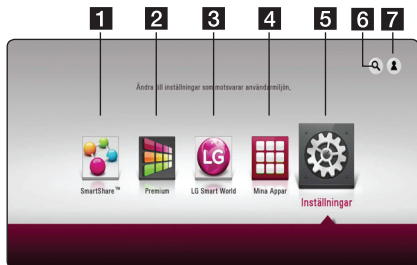 1 2 3 4 5 6 7
Ändra till inställningar som motsvarar användarmiljön.
LG
SmartShare™ Premium LG Smart World Mina Appar
Inställningar